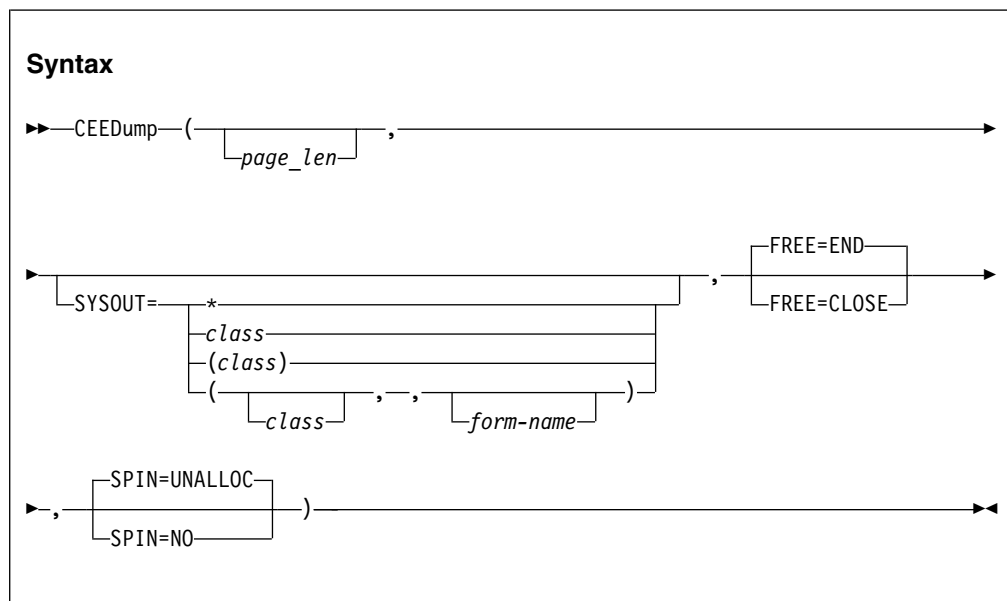 Syntax
CEEDump ( ,
page_len
FREE=END
, ,
SYSOUT= * FREE=CLOSE
class
(class)
( , , )
class form-name
SPIN=UNALLOC
, )
SPIN=NO